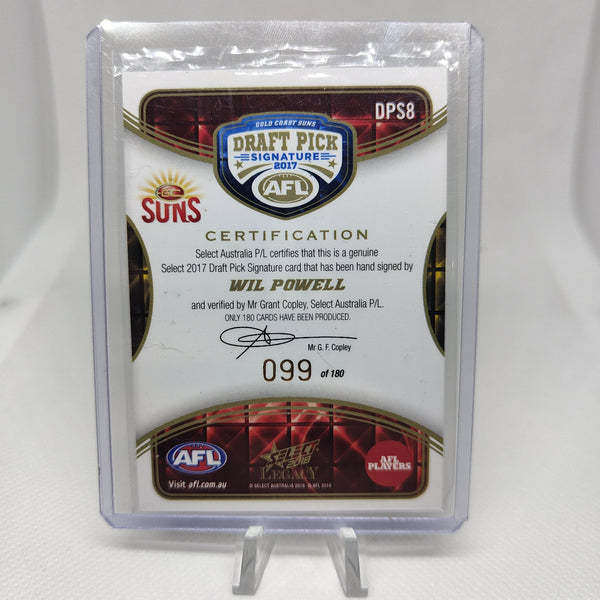 DPS8
GOLD COAST SUNS
DRAFT PICK
SIGNATURE
2017
AFL
GC
SUNS
CERTIFICATION
Select Australia P/L certifies that this is a genuine
Select 2017 Draft Pick Signature card that has been hand signed by
WIL POWELL
and verified by Mr Grant Copley, Select Australia P/L.
ONLY 180 CARDS HAVE BEEN PRODUCED.
Mr G. F. Copley
099 of 180
AFL
Visit afl.com.au
SELECT
2018
LEGACY
© SELECT AUSTRALIA 2018 © AFL 2018
AFL
PLAYERS